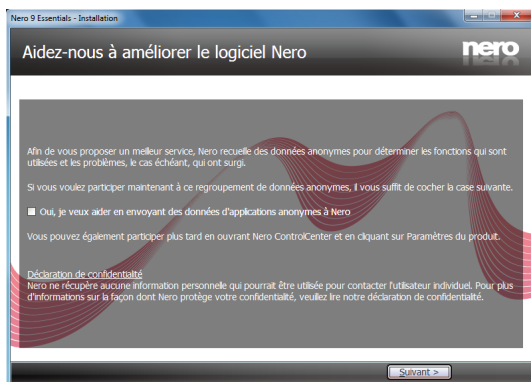 Nero 9 Essentials - Installation
Aidez-nous à améliorer le logiciel Nero
nero
Afin de vous proposer un meilleur service, Nero recueille des données anonymes pour déterminer les fonctions qui sont
utilisées et les problèmes, le cas échéant, qui ont surgi.
Si vous voulez participer maintenant à ce regroupement de données anonymes, il vous suffit de cocher la case suivante.
Oui, je veux aider en envoyant des données d'applications anonymes à Nero
Vous pouvez également participer plus tard en ouvrant Nero ControlCenter et en cliquant sur Paramètres du produit.
Déclaration de confidentialité
Nero ne récupère aucune information personnelle qui pourrait être utilisée pour contacter l'utilisateur individuel. Pour plus
d'informations sur la façon dont Nero protège votre confidentialité, veuillez lire notre déclaration de confidentialité.
Suivant >